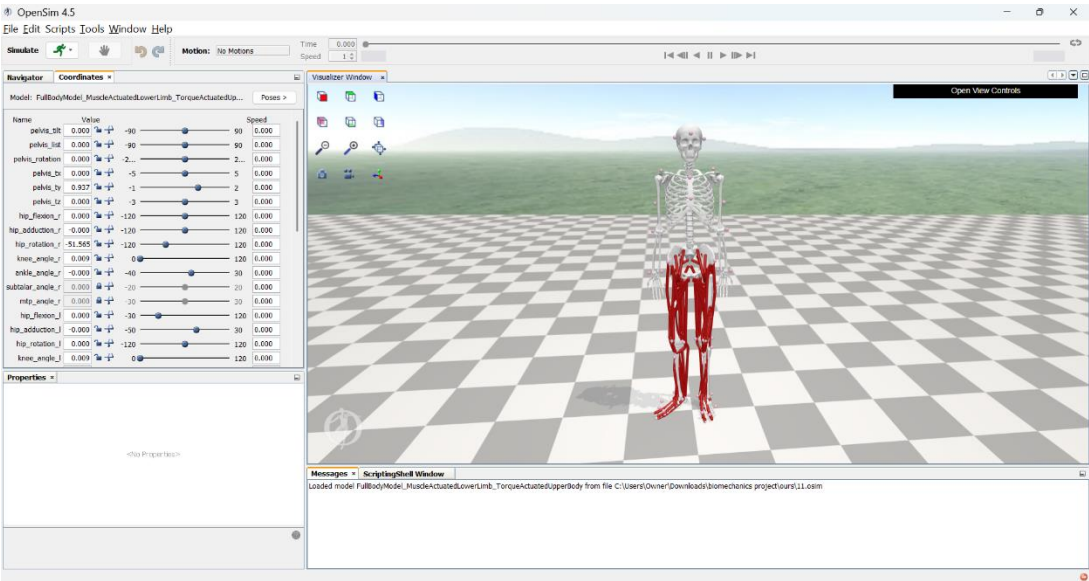 OpenSim 4.5
File Edit Scripts Tools Window Help
Simulate Motion: No Motions Time 0.000 Speed 1
Navigator Coordinates ×
Model: FullBodyModel_MuscleActuatedLowerLimb_TorqueActuatedUp... Poses >
Name Value Speed
pelvis_tilt 0.000 -90 90 0.000
pelvis_list 0.000 -90 90 0.000
pelvis_rotation 0.000 -2... 2... 0.000
pelvis_tx 0.000 -5 5 0.000
pelvis_ty 0.937 -1 2 0.000
pelvis_tz 0.000 -3 3 0.000
hip_flexion_r 0.000 -120 120 0.000
hip_adduction_r -0.000 -120 120 0.000
hip_rotation_r -51.565 -120 120 0.000
knee_angle_r 0.009 0 120 0.000
ankle_angle_r -0.000 -40 30 0.000
subtalar_angle_r 0.000 -20 20 0.000
mtp_angle_r 0.000 -30 30 0.000
hip_flexion_l 0.000 -30 120 0.000
hip_adduction_l -0.000 -50 30 0.000
hip_rotation_l 0.000 -120 120 0.000
knee_angle_l 0.009 0 120 0.000
Properties ×
<No Properties>
Visualizer Window
Open View Controls
Messages × ScriptingShell Window
Loaded model FullBodyModel_MuscleActuatedLowerLimb_TorqueActuatedUpperBody from file C:\Users\Owner\Downloads\biomechanics project\ours\11.osim